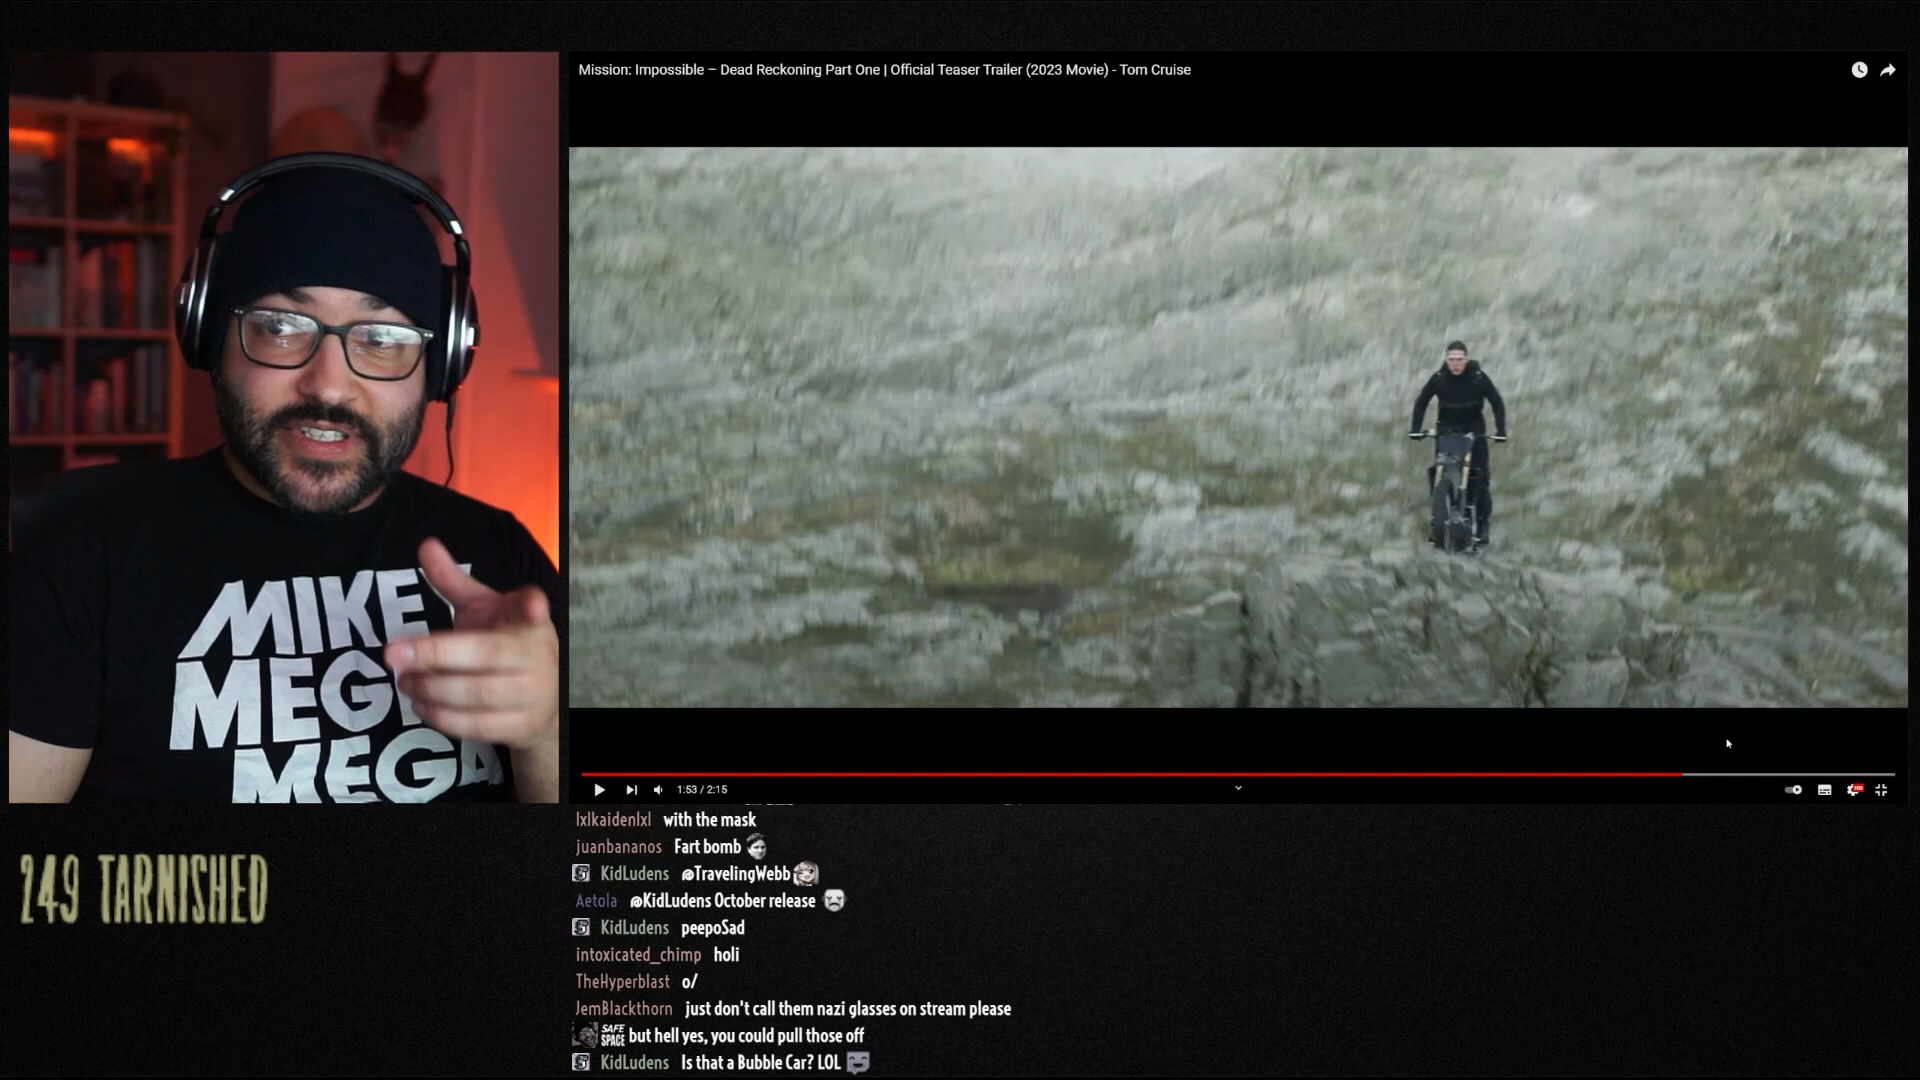 Mission: Impossible – Dead Reckoning Part One | Official Teaser Trailer (2023 Movie) - Tom Cruise
MIKE
MEG
MEGA
1:53 / 2:15
HD
249 TARNISHED
lxlkaidenlxl with the mask
juanbananos Fart bomb
KidLudens @TravelingWebb
Aetola @KidLudens October release
KidLudens peepoSad
intoxicated_chimp holi
TheHyperblast o/
JemBlackthorn just don't call them nazi glasses on stream please
SAFE SPACE but hell yes, you could pull those off
KidLudens Is that a Bubble Car? LOL